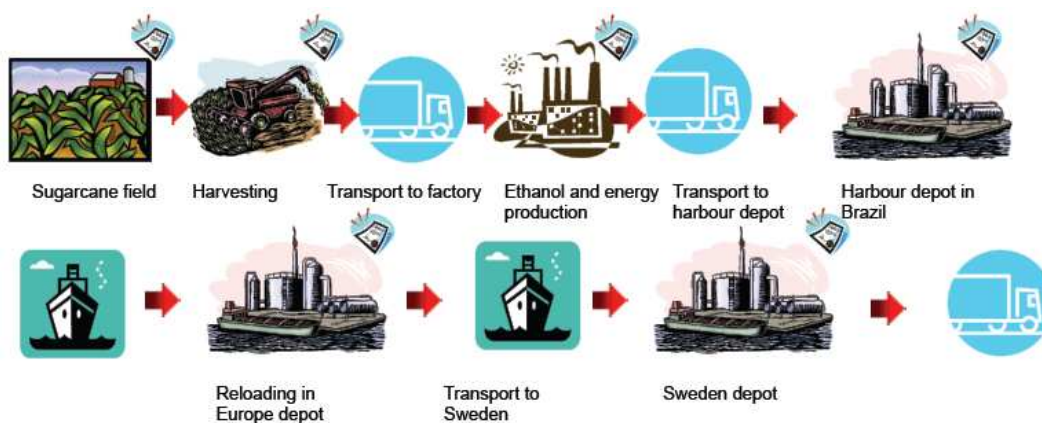 Sugarcane field
Harvesting
Transport to factory
Ethanol and energy
production
Transport to
harbour depot
Harbour depot in
Brazil
Reloading in
Europe depot
Transport to
Sweden
Sweden depot